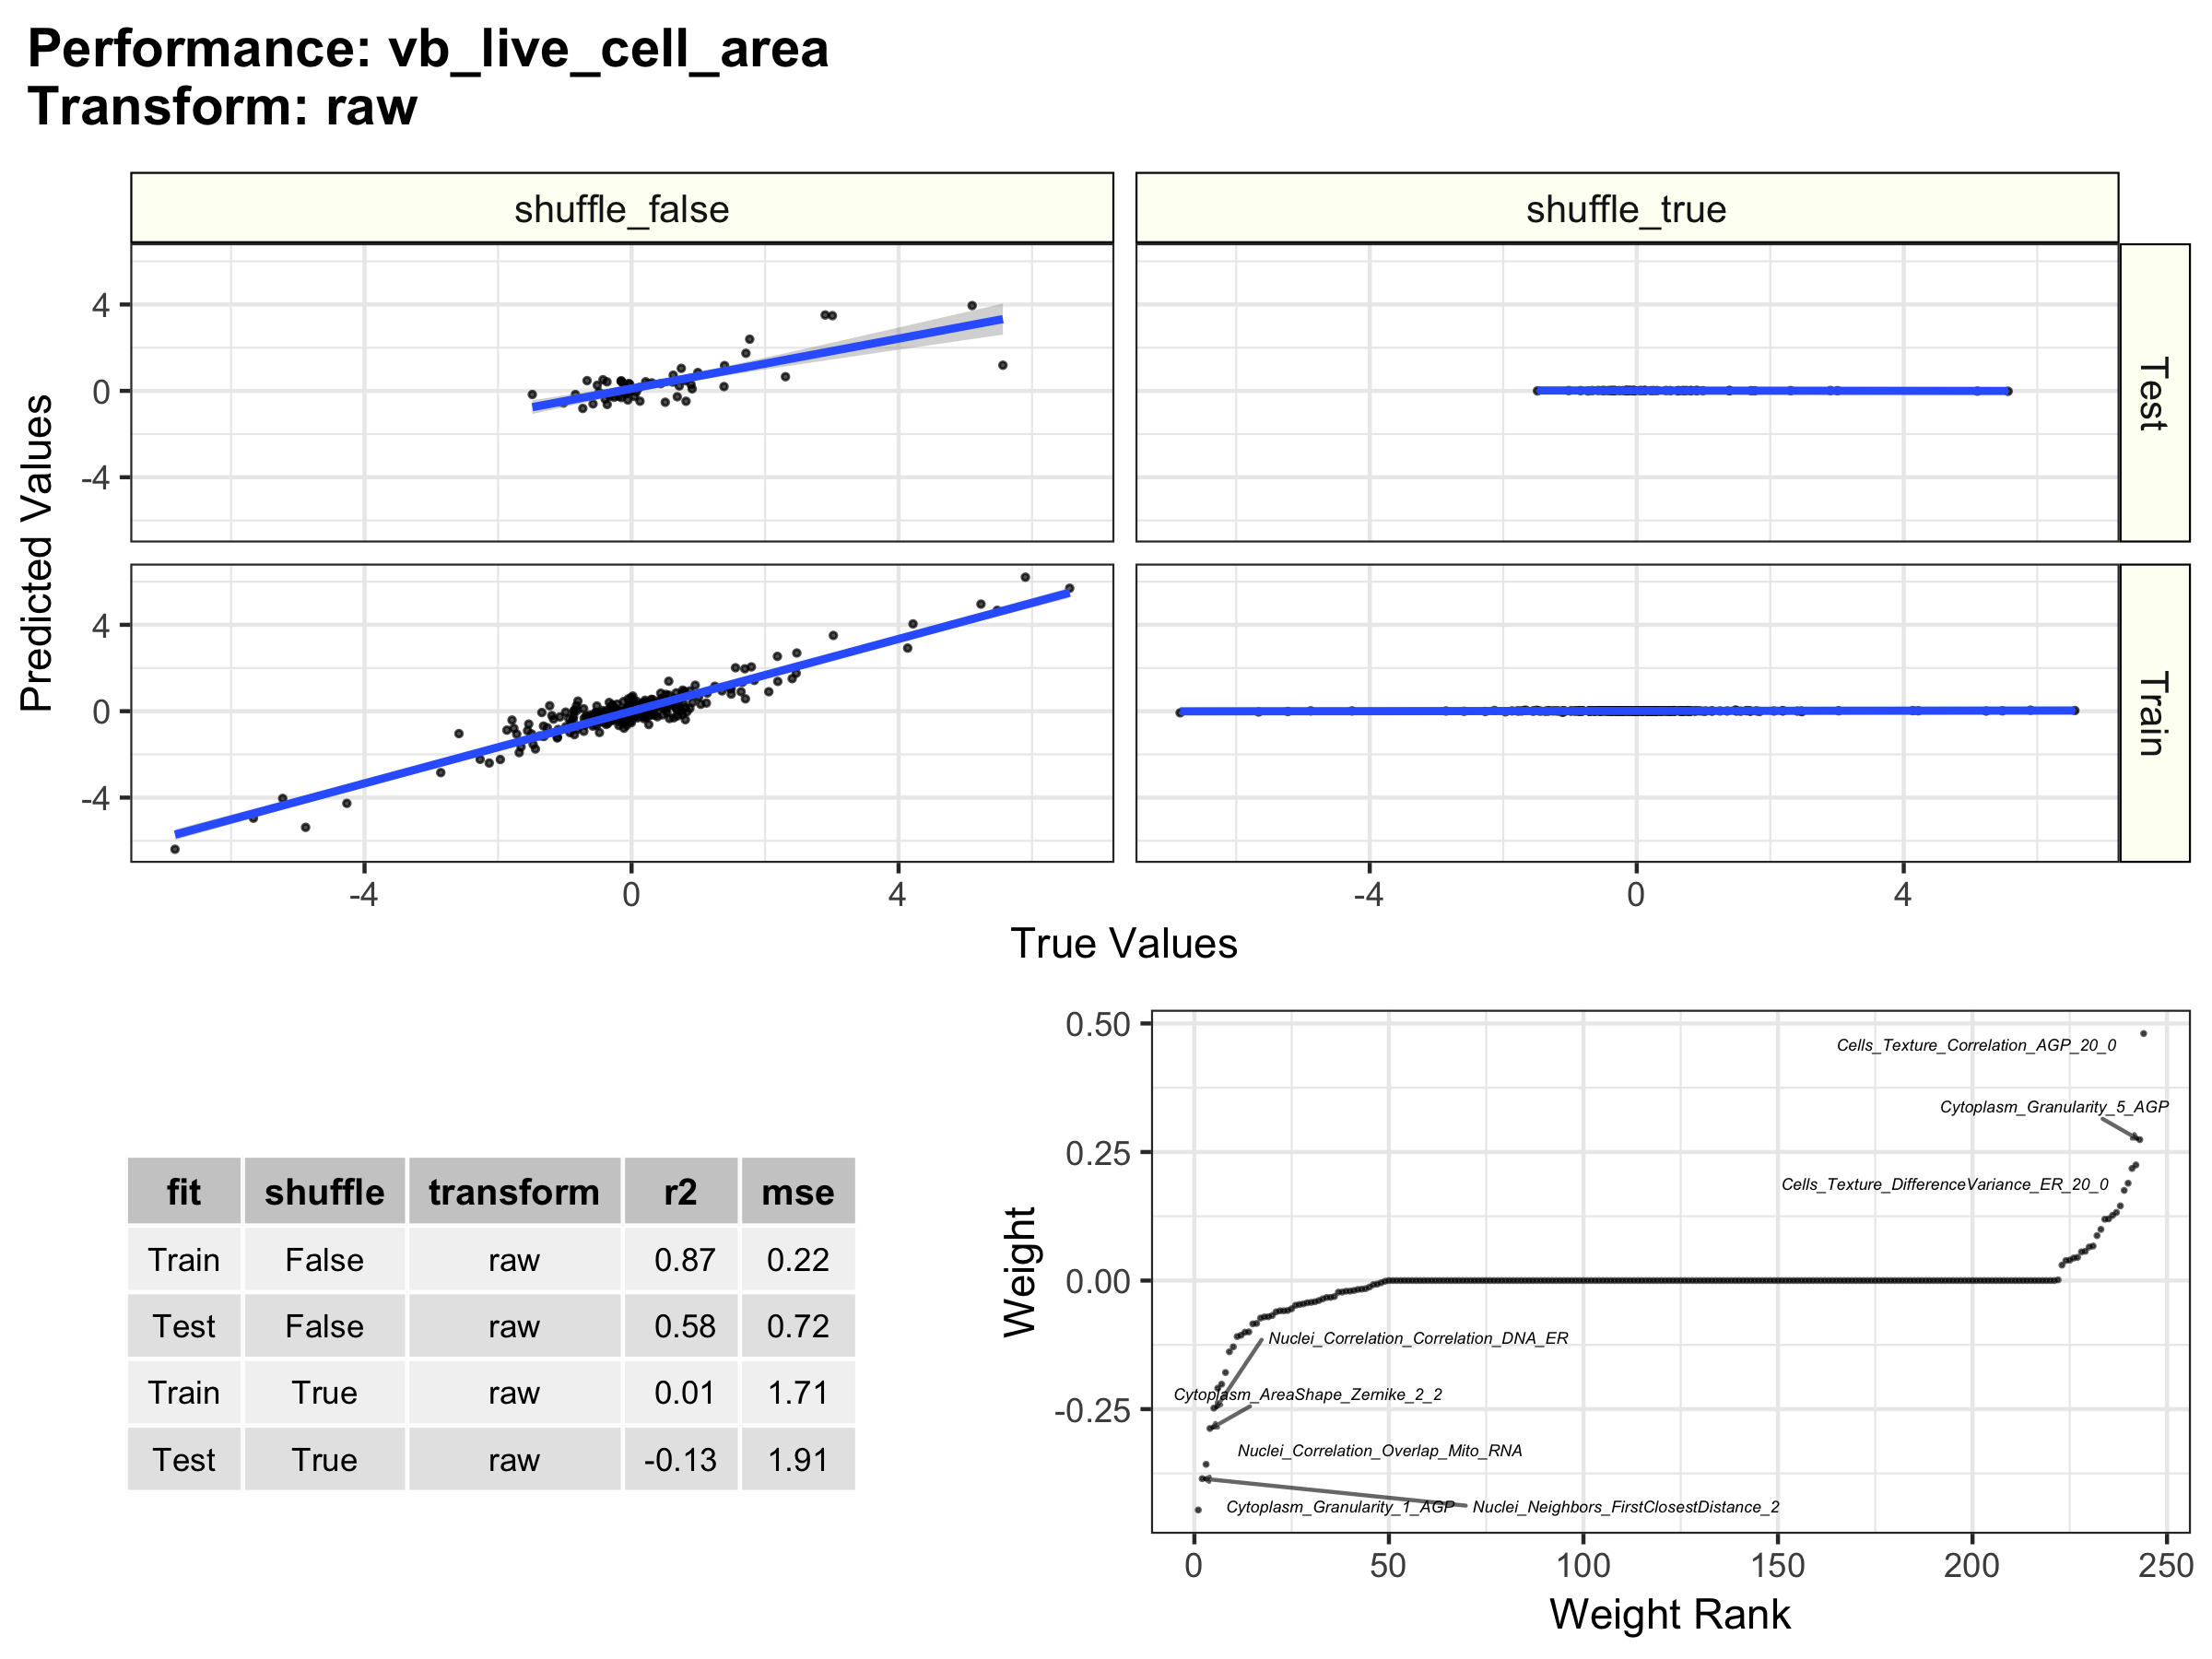 Performance: vb_live_cell_area
Transform: raw
shuffle_false
shuffle_true
4
0
-4
Test
4
0
-4
Train
Predicted Values
-4
0
4
-4
0
4
True Values
fit shuffle transform r2 mse
Train False raw 0.87 0.22
Test False raw 0.58 0.72
Train True raw 0.01 1.71
Test True raw -0.13 1.91
0.50
0.25
0.00
-0.25
Weight
Cells_Texture_Correlation_AGP_20_0
Cytoplasm_Granularity_5_AGP
Cells_Texture_DifferenceVariance_ER_20_0
Nuclei_Correlation_Correlation_DNA_ER
Cytoplasm_AreaShape_Zernike_2_2
Nuclei_Correlation_Overlap_Mito_RNA
Cytoplasm_Granularity_1_AGP
Nuclei_Neighbors_FirstClosestDistance_2
0
50
100
150
200
250
Weight Rank